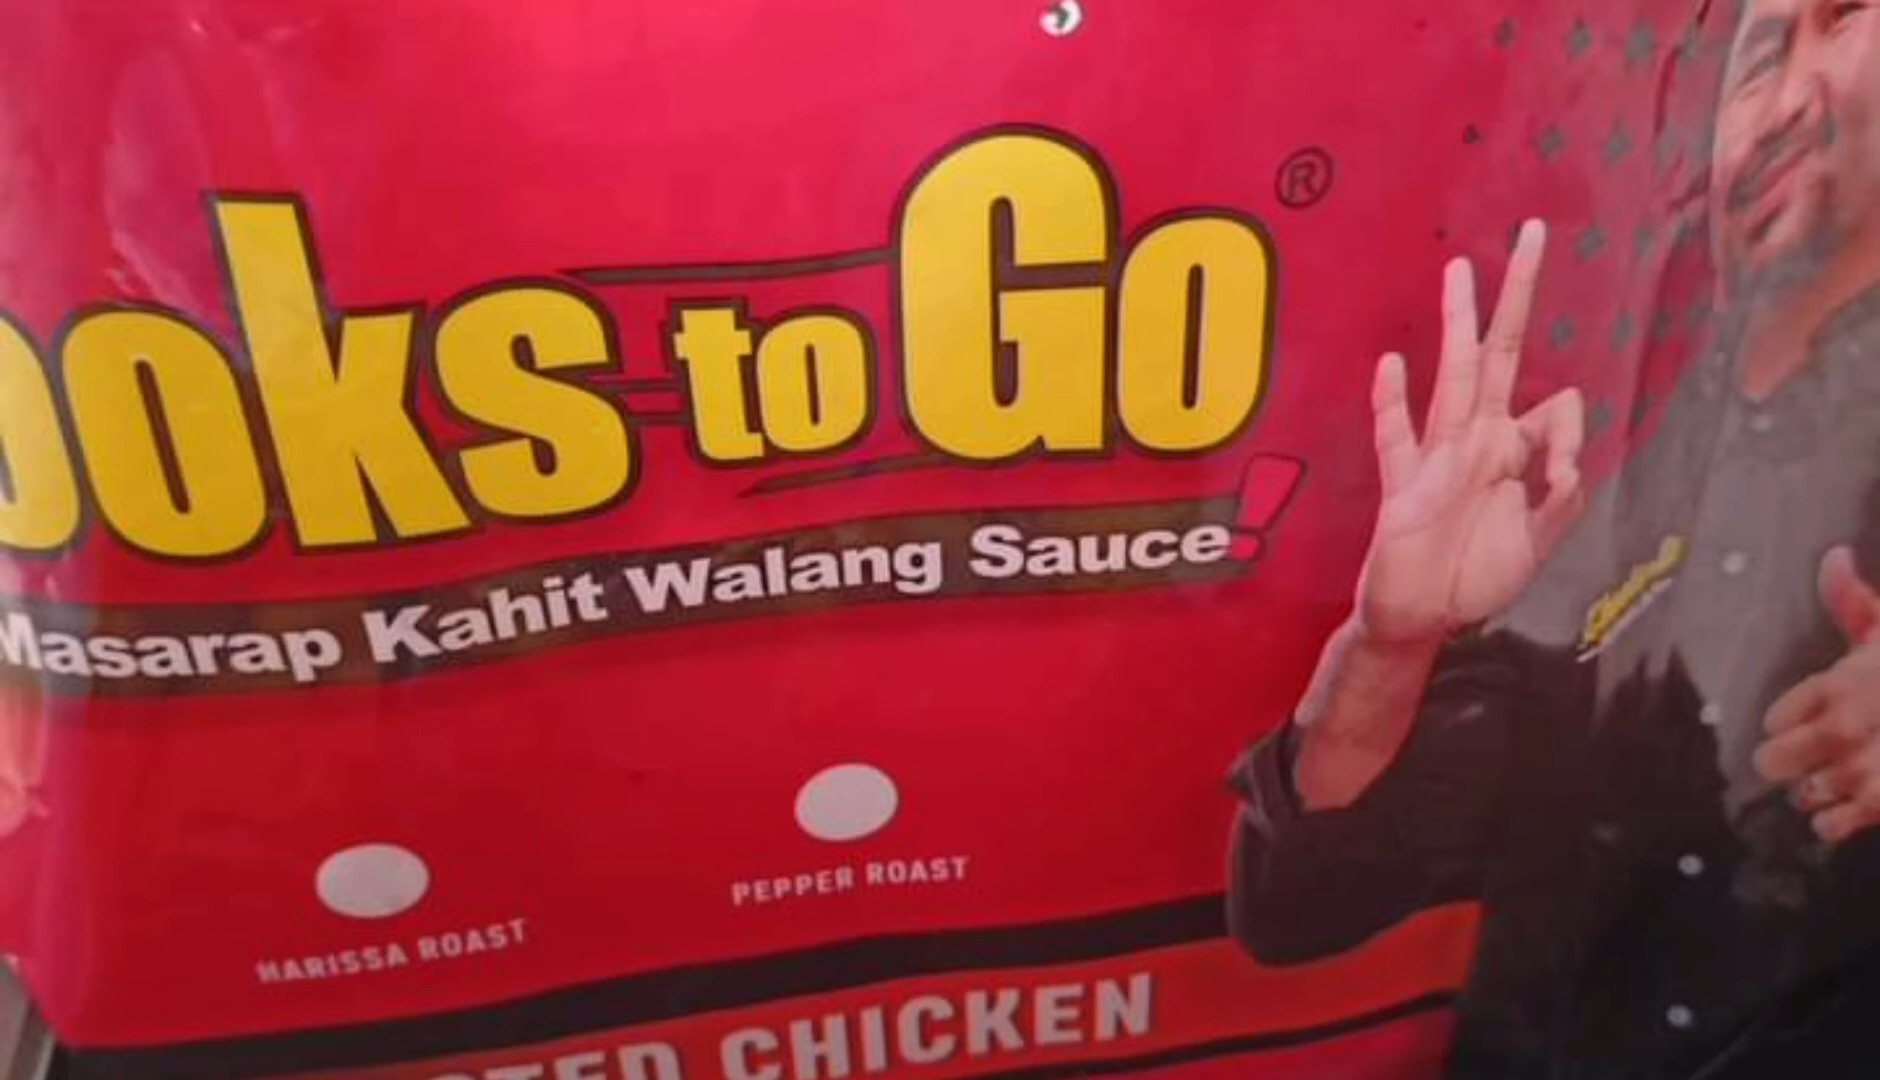 ooks to Go®
Masarap Kahit Walang Sauce!
PEPPER ROAST
HARISSA ROAST
TED CHICKEN